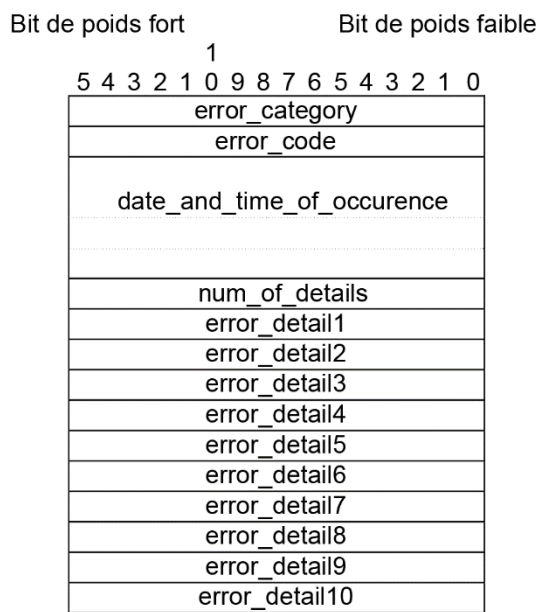 Bit de poids fort Bit de poids faible
1
5 4 3 2 1 0 9 8 7 6 5 4 3 2 1 0
error_category
error_code
date_and_time_of_occurence
num_of_details
error_detail1
error_detail2
error_detail3
error_detail4
error_detail5
error_detail6
error_detail7
error_detail8
error_detail9
error_detail10